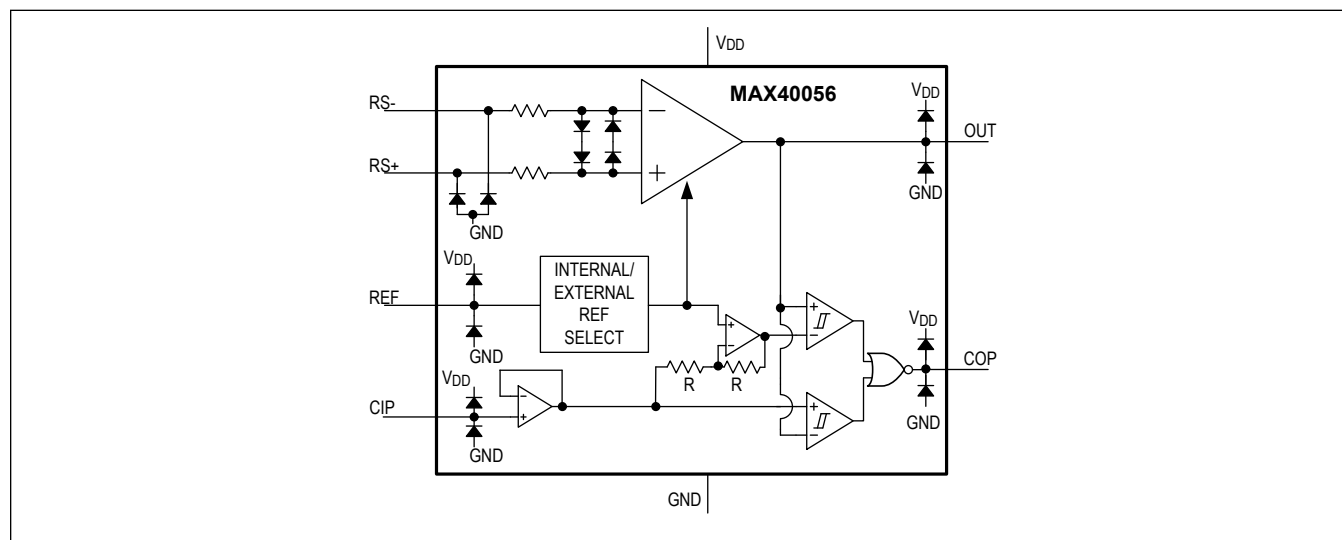 VDD
MAX40056
RS-
VDD
OUT
RS+
GND
GND
VDD
INTERNAL/
EXTERNAL
REF
SELECT
REF
GND
VDD
COP
R
R
VDD
CIP
GND
GND
GND